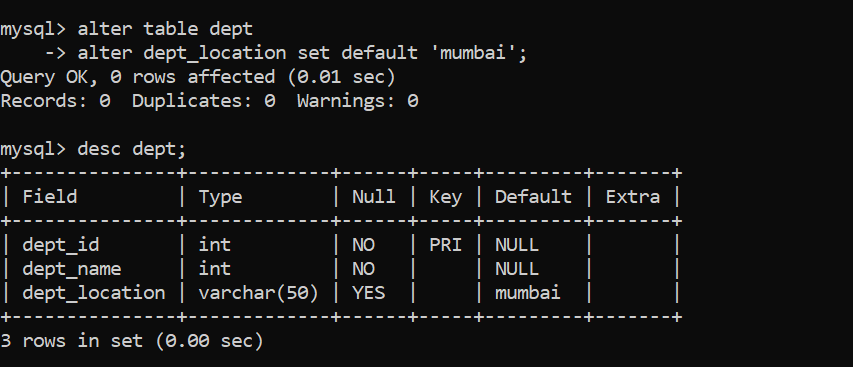 mysql> alter table dept
    -> alter dept_location set default 'mumbai';
Query OK, 0 rows affected (0.01 sec)
Records: 0  Duplicates: 0  Warnings: 0

mysql> desc dept;
+---------------+-------------+------+-----+---------+-------+
| Field         | Type        | Null | Key | Default | Extra |
+---------------+-------------+------+-----+---------+-------+
| dept_id       | int         | NO   | PRI | NULL    |       |
| dept_name     | int         | NO   |     | NULL    |       |
| dept_location | varchar(50) | YES  |     | mumbai  |       |
+---------------+-------------+------+-----+---------+-------+
3 rows in set (0.00 sec)